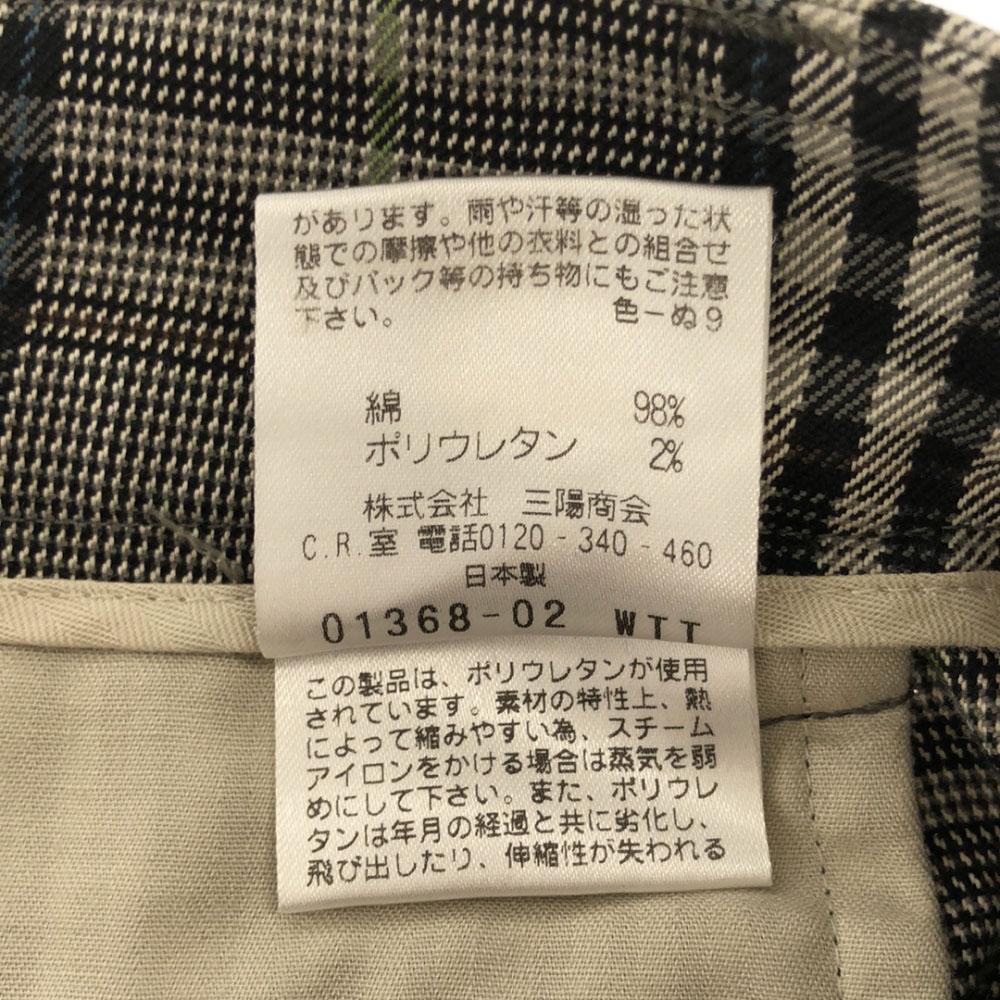 があります。雨や汗等の湿った状
態での摩擦や他の衣料との組合せ
及びバック等の持ち物にもご注意
下さい。 色ーぬ9
綿 98%
ポリウレタン 2%
株式会社 三陽商会
C.R.室 電話0120-340-460
日本製
01368-02 WTT
この製品は、ポリウレタンが使用
されています。素材の特性上、熱
によって縮みやすい為、スチーム
アイロンをかける場合は蒸気を弱
めにして下さい。また、ポリウレ
タンは年月の経過と共に劣化し、
飛び出したり、伸縮性が失われる